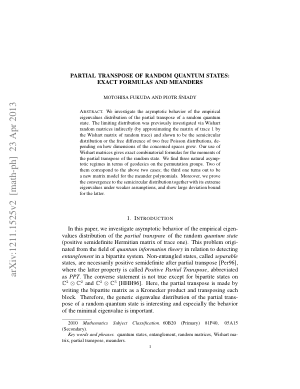 arXiv:1211.1525v2 [math-ph] 23 Apr 2013
PARTIAL TRANSPOSE OF RANDOM QUANTUM STATES:
EXACT FORMULAS AND MEANDERS
MOTOHISA FUKUDA AND PIOTR ŚNIADY
ABSTRACT. We investigate the asymptotic behavior of the empirical
eigenvalues distribution of the partial transpose of a random quantum
state. The limiting distribution was previously investigated via Wishart
random matrices indirectly (by approximating the matrix of trace 1 by
the Wishart matrix of random trace) and shown to be the semicircular
distribution or the free difference of two free Poisson distributions, de-
pending on how dimensions of the concerned spaces grow. Our use of
Wishart matrices gives exact combinatorial formulas for the moments of
the partial transpose of the random state. We find three natural asymp-
totic regimes in terms of geodesics on the permutation groups. Two of
them correspond to the above two cases; the third one turns out to be
a new matrix model for the meander polynomials. Moreover, we prove
the convergence to the semicircular distribution together with its extreme
eigenvalues under weaker assumptions, and show large deviation bound
for the latter.
1. INTRODUCTION
In this paper, we investigate asymptotic behavior of the empirical eigen-
values distribution of the partial transpose of the random quantum state
(positive semidefinite Hermitian matrix of trace one). This problem origi-
nated from the field of quantum information theory in relation to detecting
entanglement in a bipartite system. Non-entangled states, called separable
states, are necessarily positive semidefinite after partial transpose [Per96],
where the latter property is called Positive Partial Transpose, abbreviated
as PPT. The converse statement is not true except for bipartite states on
ℂ² ⊗ ℂ² and ℂ² ⊗ ℂ³ [HHH96]. Here, the partial transpose is made by
writing the bipartite matrix as a Kronecker product and transposing each
block. Therefore, the generic eigenvalue distribution of the partial transpose
of a random quantum state is interesting and especially the behavior
of the minimal eigenvalue is important.
2010 Mathematics Subject Classification. 60B20 (Primary) 81P40, 05A15
(Secondary).
Key words and phrases. quantum states, entanglement, random matrices, Wishart ma-
trix, partial transpose, meanders.
1